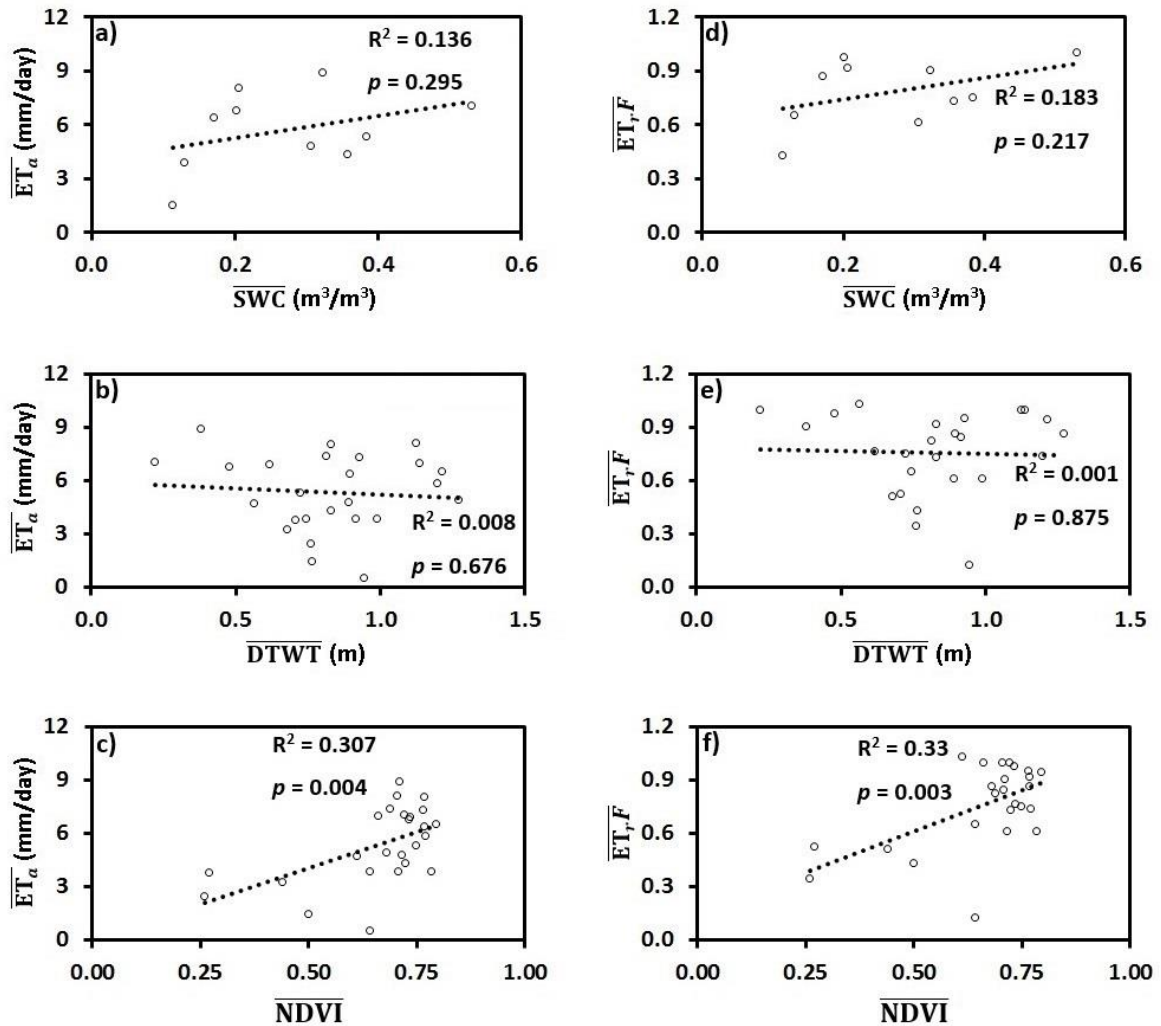 a)
R² = 0.136
p = 0.295
12
9
6
3
0
ETₐ (mm/day)
0.0 0.2 0.4 0.6
SWC (m³/m³)
d)
R² = 0.183
p = 0.217
1.2
0.9
0.6
0.3
0.0
ETᵣF
0.0 0.2 0.4 0.6
SWC (m³/m³)
b)
R² = 0.008
p = 0.676
12
9
6
3
0
ETₐ (mm/day)
0.0 0.5 1.0 1.5
DTWT (m)
e)
R² = 0.001
p = 0.875
1.2
0.9
0.6
0.3
0.0
ETᵣF
0.0 0.5 1.0 1.5
DTWT (m)
c)
R² = 0.307
p = 0.004
12
9
6
3
0
ETₐ (mm/day)
0.00 0.25 0.50 0.75 1.00
NDVI
f)
R² = 0.33
p = 0.003
1.2
0.9
0.6
0.3
0.0
ETᵣF
0.00 0.25 0.50 0.75 1.00
NDVI